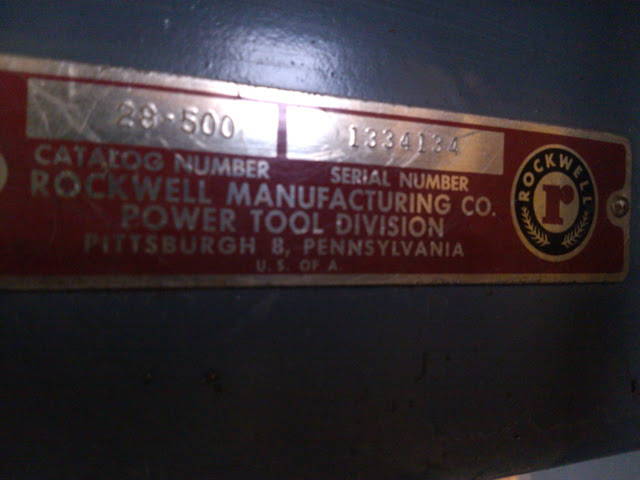 28-500 1334134
CATALOG NUMBER SERIAL NUMBER
ROCKWELL MANUFACTURING CO.
POWER TOOL DIVISION
PITTSBURGH 8, PENNSYLVANIA
U. S. OF A.
ROCKWELL
r